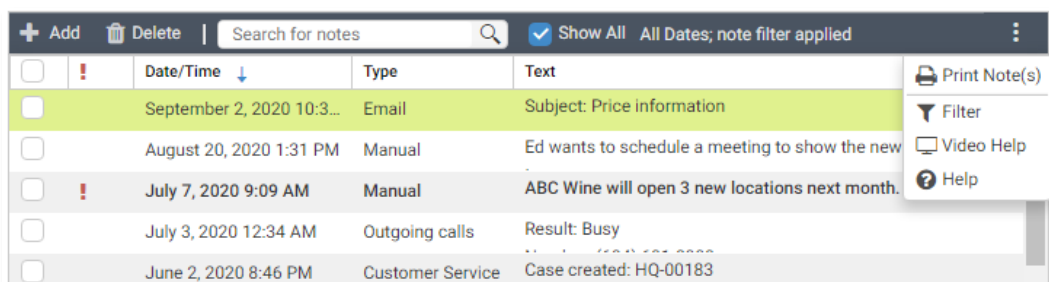 Add Delete | Search for notes Show All All Dates; note filter applied
! Date/Time ↓ Type Text
Print Note(s)
September 2, 2020 10:3... Email Subject: Price information
Filter
August 20, 2020 1:31 PM Manual Ed wants to schedule a meeting to show the new
Video Help
! July 7, 2020 9:09 AM Manual ABC Wine will open 3 new locations next month.
Help
July 3, 2020 12:34 AM Outgoing calls Result: Busy
June 2, 2020 8:46 PM Customer Service Case created: HQ-00183